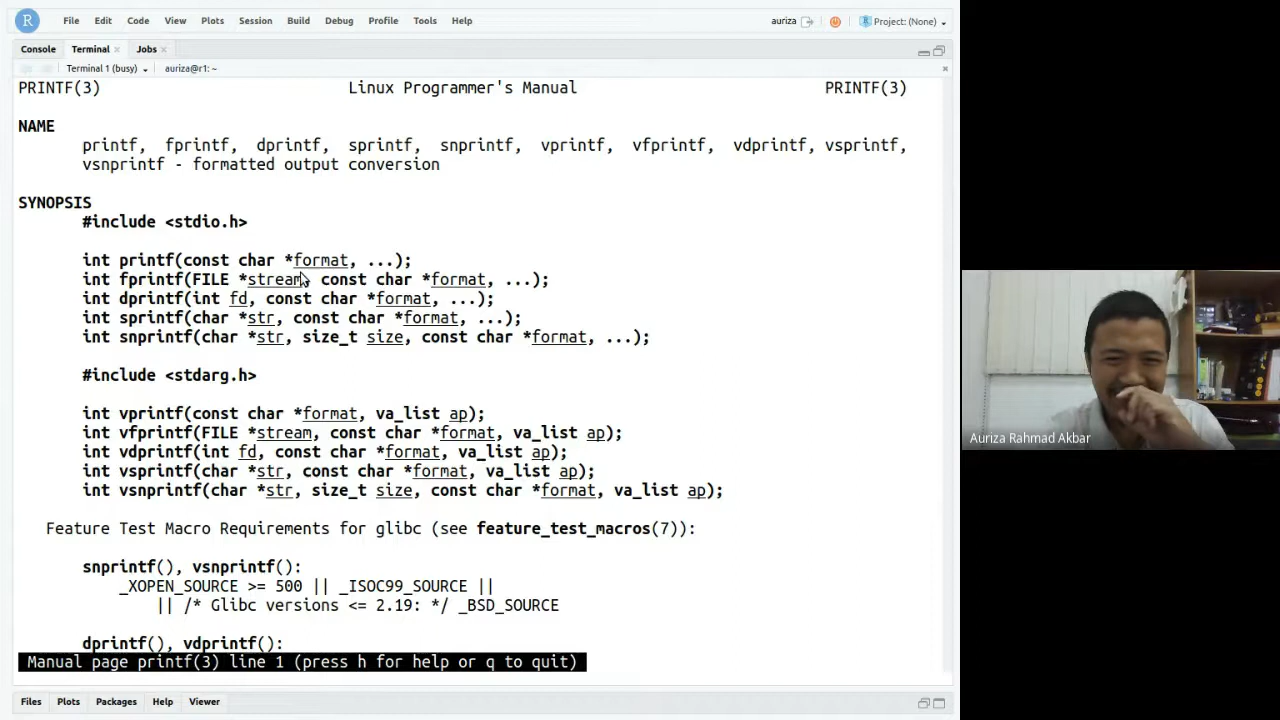 R File Edit Code View Plots Session Build Debug Profile Tools Help auriza R Project: (None)
Console Terminal Jobs
Terminal 1 (busy) auriza@r1: ~
PRINTF(3) Linux Programmer's Manual PRINTF(3)
NAME
printf, fprintf, dprintf, sprintf, snprintf, vprintf, vfprintf, vdprintf, vsprintf,
vsnprintf - formatted output conversion
SYNOPSIS
#include <stdio.h>
int printf(const char *format, ...);
int fprintf(FILE *stream, const char *format, ...);
int dprintf(int fd, const char *format, ...);
int sprintf(char *str, const char *format, ...);
int snprintf(char *str, size_t size, const char *format, ...);
#include <stdarg.h>
int vprintf(const char *format, va_list ap);
int vfprintf(FILE *stream, const char *format, va_list ap);
int vdprintf(int fd, const char *format, va_list ap);
int vsprintf(char *str, const char *format, va_list ap);
int vsnprintf(char *str, size_t size, const char *format, va_list ap);
Feature Test Macro Requirements for glibc (see feature_test_macros(7)):
snprintf(), vsnprintf():
_XOPEN_SOURCE >= 500 || _ISOC99_SOURCE ||
|| /* Glibc versions <= 2.19: */ _BSD_SOURCE
dprintf(), vdprintf():
Manual page printf(3) line 1 (press h for help or q to quit)
Files Plots Packages Help Viewer
Auriza Rahmad Akbar